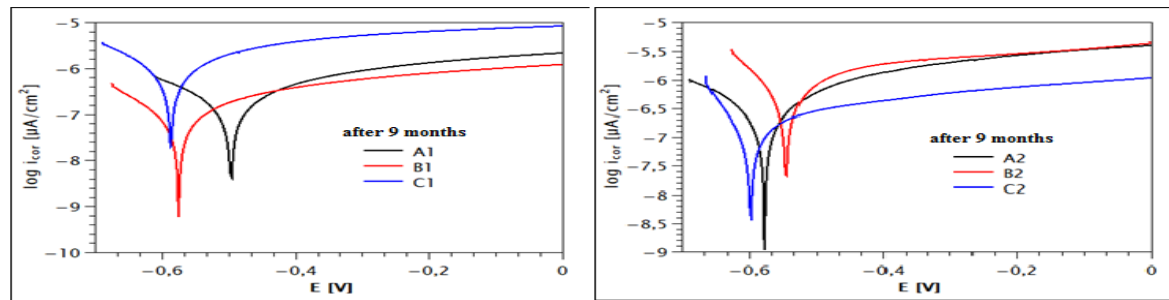 −5
−6
−7
−8
−9
−10
log i_cor [μA/cm²]
after 9 months
A1
B1
C1
−0,6
−0,4
−0,2
0
E [V]
−5
−5.5
−6
−6.5
−7
−7.5
−8
−8.5
−9
log i_cor [μA/cm²]
after 9 months
A2
B2
C2
−0.6
−0.4
−0.2
0
E [V]